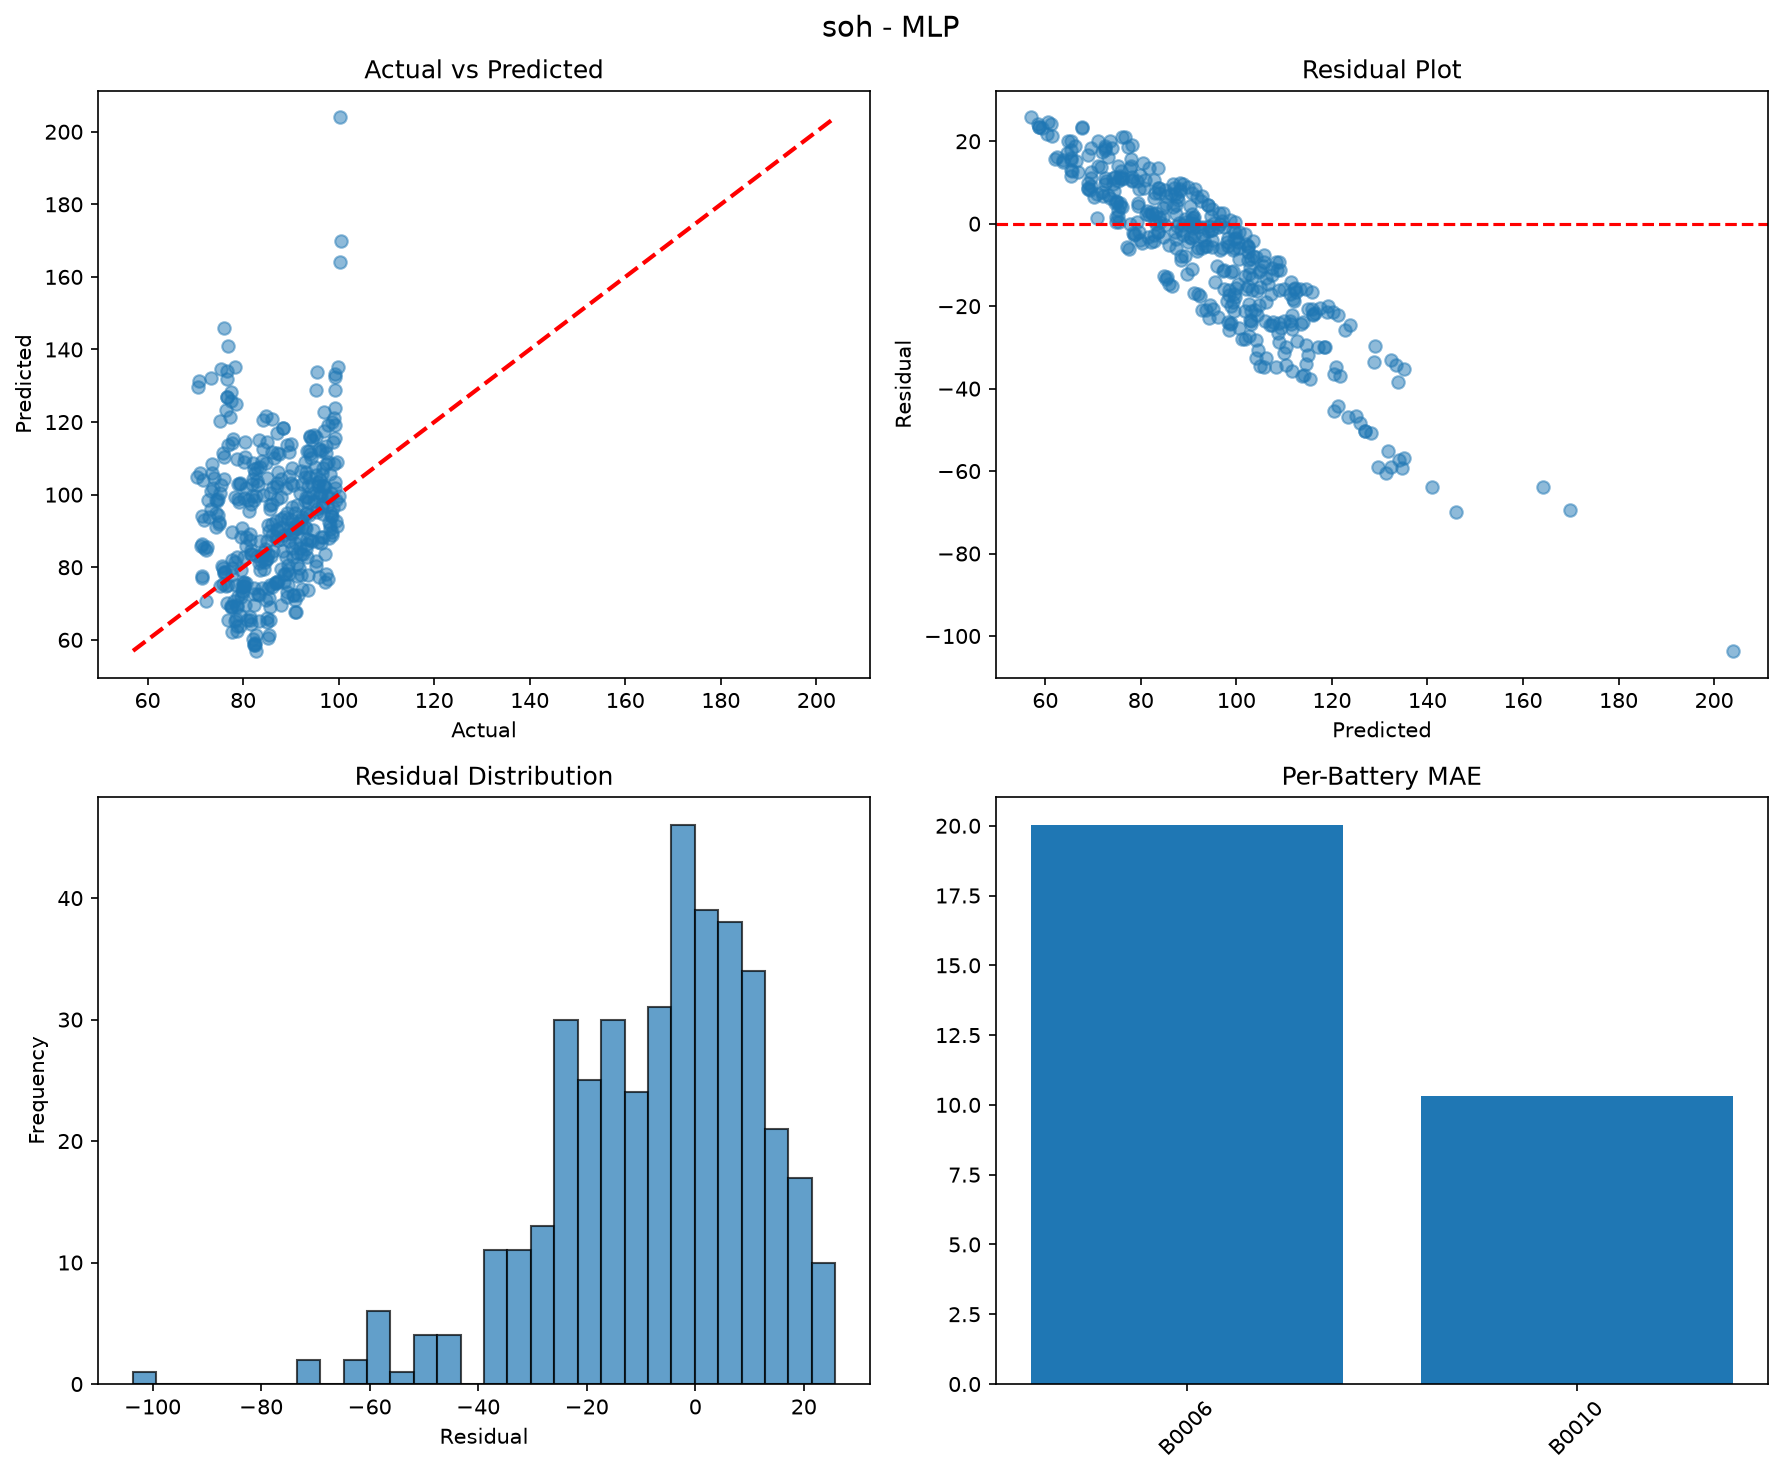 soh - MLP
Actual vs Predicted
Predicted
200
180
160
140
120
100
80
60
60 80 100 120 140 160 180 200
Actual
Residual Plot
Residual
20
0
−20
−40
−60
−80
−100
60 80 100 120 140 160 180 200
Predicted
Residual Distribution
Frequency
40
30
20
10
0
−100 −80 −60 −40 −20 0 20
Residual
Per-Battery MAE
20.0
17.5
15.0
12.5
10.0
7.5
5.0
2.5
0.0
B0006 B0010